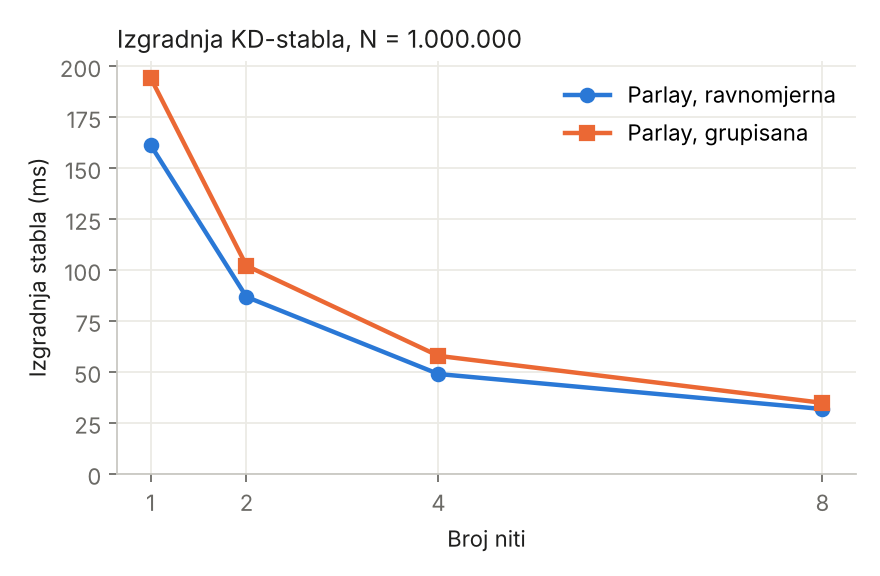 Izgradnja KD-stabla, N = 1.000.000
200
175
150
125
100
75
50
25
0
Izgradnja stabla (ms)
Parlay, ravnomjerna
Parlay, grupisana
1
2
4
8
Broj niti